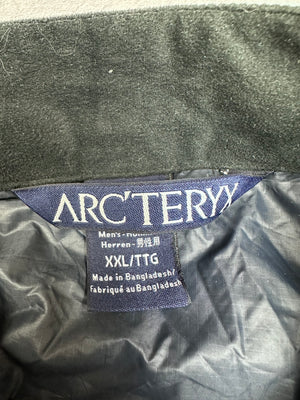 ARC'TERYX
Men's - Homme
Herren - 男性用
XXL/TTG
Made in Bangladesh/
Fabriqué au Bangladesh